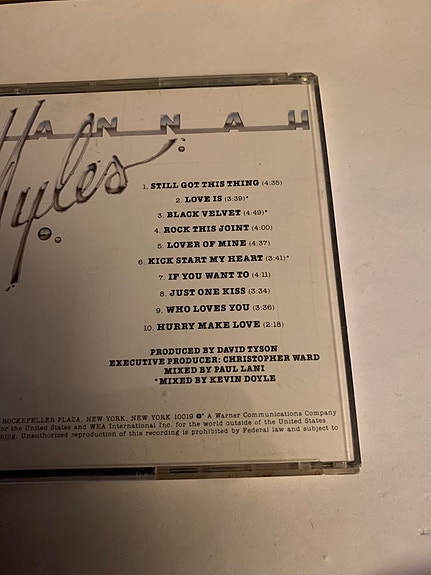 HANNAH
Myles
1. STILL GOT THIS THING (4:35)
2. LOVE IS (3:39)*
3. BLACK VELVET (4:49)*
4. ROCK THIS JOINT (4:00)
5. LOVER OF MINE (4:37)
6. KICK START MY HEART (3:41)*
7. IF YOU WANT TO (4:11)
8. JUST ONE KISS (3:34)
9. WHO LOVES YOU (3:36)
10. HURRY MAKE LOVE (2:18)
PRODUCED BY DAVID TYSON
EXECUTIVE PRODUCER: CHRISTOPHER WARD
MIXED BY PAUL LANI
*MIXED BY KEVIN DOYLE
ROCKEFELLER PLAZA, NEW YORK, NEW YORK 10019 A Warner Communications Company
for the United States and WEA International Inc. for the world outside of the United States
Unauthorized reproduction of this recording is prohibited by Federal law and subject to